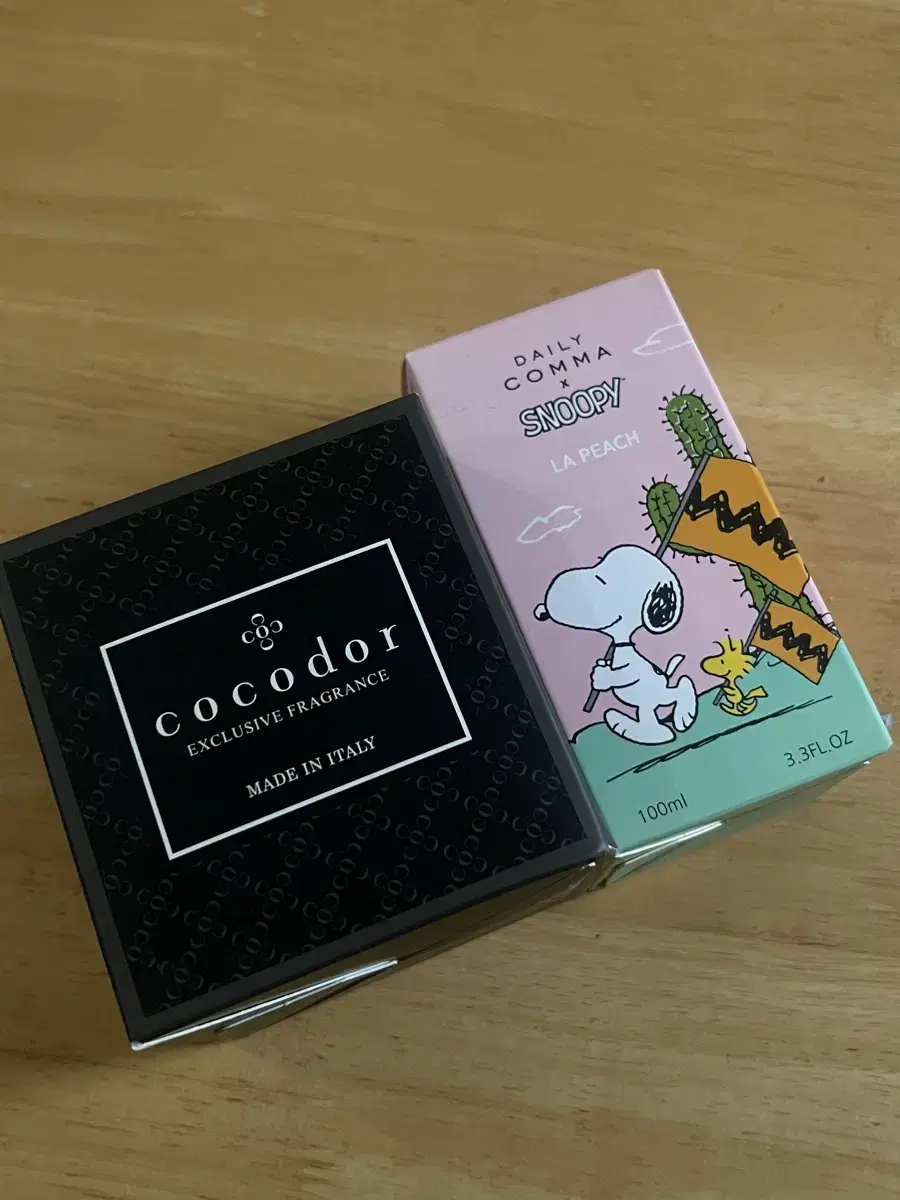 cocodor
EXCLUSIVE FRAGRANCE
MADE IN ITALY
DAILY
COMMA
x
SNOOPY
LA PEACH
100ml
3.3FL.OZ